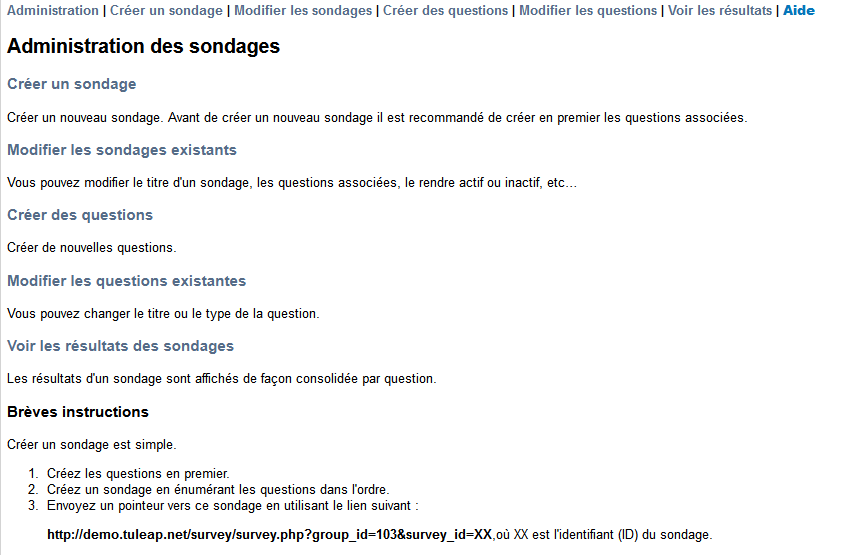 Administration | Créer un sondage | Modifier les sondages | Créer des questions | Modifier les questions | Voir les résultats | Aide
Administration des sondages
Créer un sondage
Créer un nouveau sondage. Avant de créer un nouveau sondage il est recommandé de créer en premier les questions associées.
Modifier les sondages existants
Vous pouvez modifier le titre d'un sondage, les questions associées, le rendre actif ou inactif, etc...
Créer des questions
Créer de nouvelles questions.
Modifier les questions existantes
Vous pouvez changer le titre ou le type de la question.
Voir les résultats des sondages
Les résultats d'un sondage sont affichés de façon consolidée par question.
Brèves instructions
Créer un sondage est simple.
1. Créez les questions en premier.
2. Créez un sondage en énumérant les questions dans l'ordre.
3. Envoyez un pointeur vers ce sondage en utilisant le lien suivant :
http://demo.tuleap.net/survey/survey.php?group_id=103&survey_id=XX,où XX est l'identifiant (ID) du sondage.